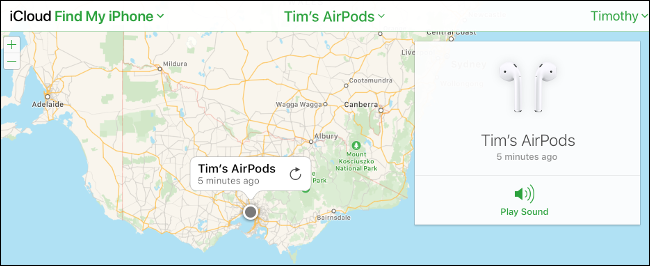 iCloud Find My iPhone
Tim's AirPods
Timothy
Central Coast
+
−
Mildura
Adelaide
Cootamundra
Wagga Wagga
Canberra
Albury
Mount Kosciuszko National Park
Tim's AirPods
5 minutes ago
Bairnsdale
Tim's AirPods
5 minutes ago
Play Sound